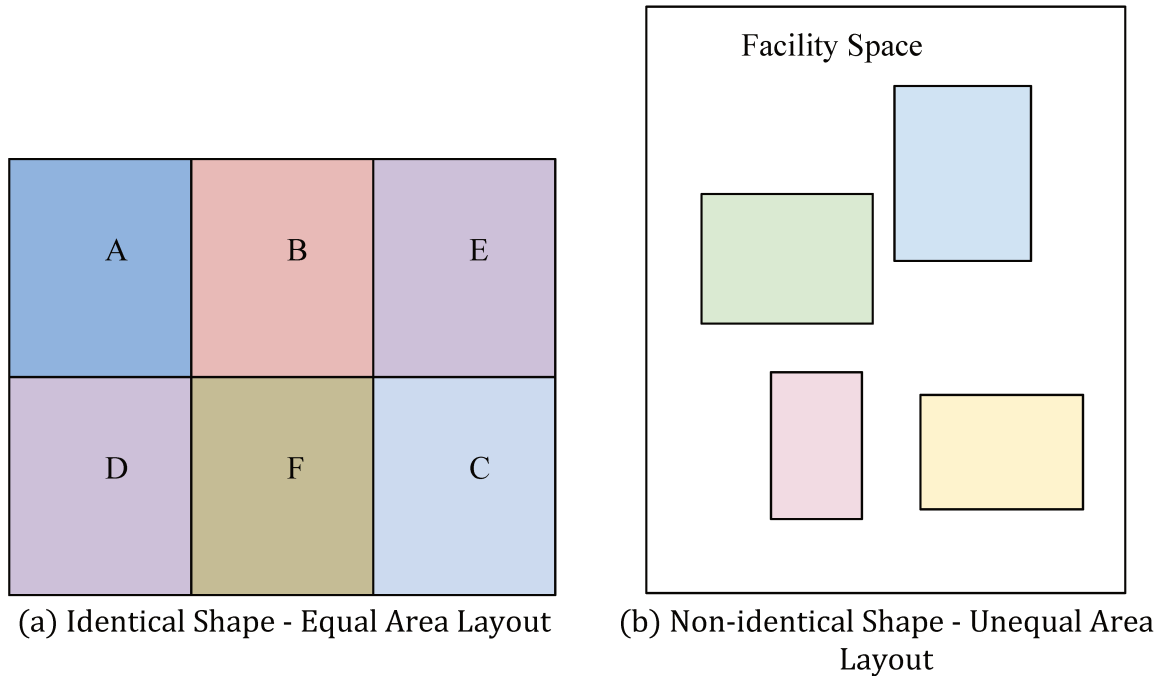 A B E
D F C
(a) Identical Shape - Equal Area Layout
Facility Space
(b) Non-identical Shape - Unequal Area
Layout